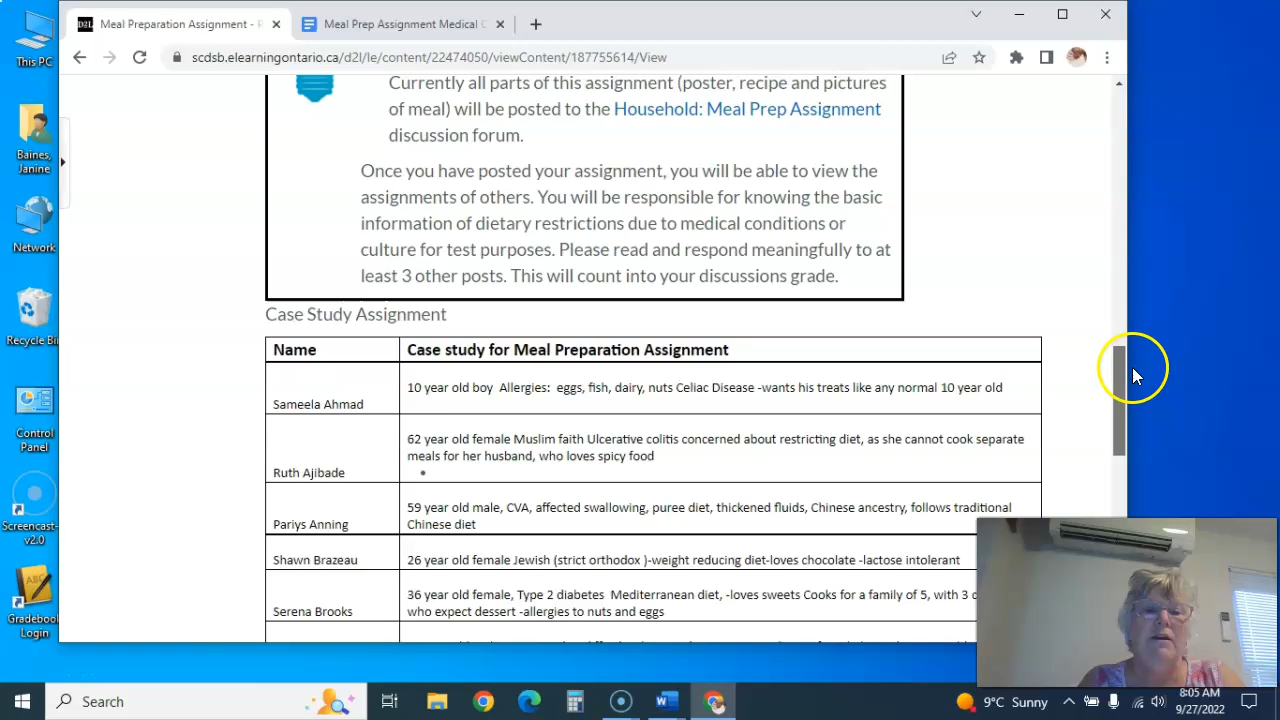 This PC
Baines,
Janine
Network
Recycle Bin
Control
Panel
Screencast-
v2.0
Gradebook
Login
D2L Meal Preparation Assignment -
Meal Prep Assignment Medical
scdsb.elearningontario.ca/d2l/le/content/22474050/viewContent/187755614/View
Currently all parts of this assignment (poster, recipe and pictures
of meal) will be posted to the Household: Meal Prep Assignment
discussion forum.
Once you have posted your assignment, you will be able to view the
assignments of others. You will be responsible for knowing the basic
information of dietary restrictions due to medical conditions or
culture for test purposes. Please read and respond meaningfully to at
least 3 other posts. This will count into your discussions grade.
Case Study Assignment
Name Case study for Meal Preparation Assignment
10 year old boy Allergies: eggs, fish, dairy, nuts Celiac Disease -wants his treats like any normal 10 year old
Sameela Ahmad
62 year old female Muslim faith Ulcerative colitis concerned about restricting diet, as she cannot cook separate
meals for her husband, who loves spicy food
•
Ruth Ajibade
59 year old male, CVA, affected swallowing, puree diet, thickened fluids, Chinese ancestry, follows traditional
Pariys Anning Chinese diet
Shawn Brazeau 26 year old female Jewish (strict orthodox )-weight reducing diet-loves chocolate -lactose intolerant
36 year old female, Type 2 diabetes Mediterranean diet, -loves sweets Cooks for a family of 5, with 3
Serena Brooks who expect dessert -allergies to nuts and eggs
Search
9°C Sunny
8:05 AM
9/27/2022